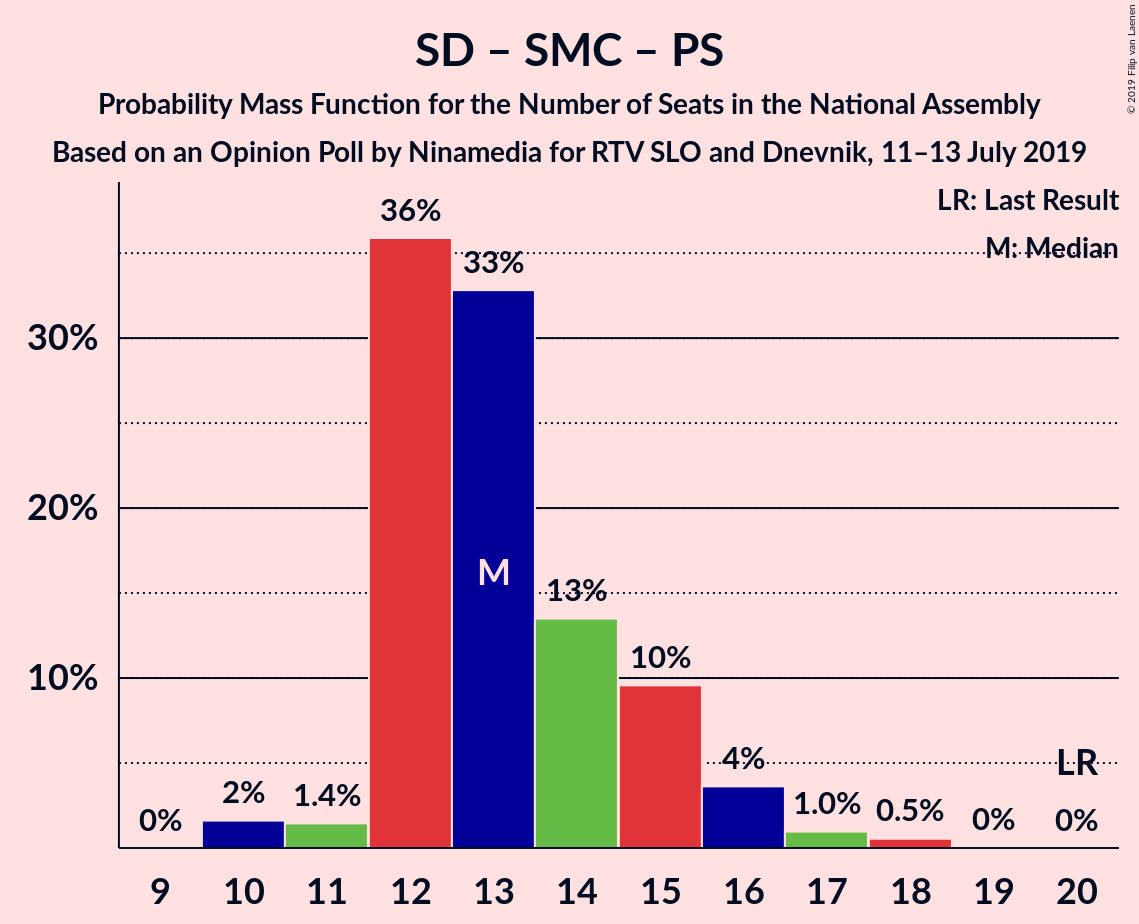 SD – SMC – PS
Probability Mass Function for the Number of Seats in the National Assembly
Based on an Opinion Poll by Ninamedia for RTV SLO and Dnevnik, 11–13 July 2019
© 2019 Filip van Laenen
LR: Last Result
M: Median
36%
33%
30%
20%
M
13%
10%
10%
4%
LR
0%
2%
1.4%
1.0%
0.5%
0%
0%
9 10 11 12 13 14 15 16 17 18 19 20